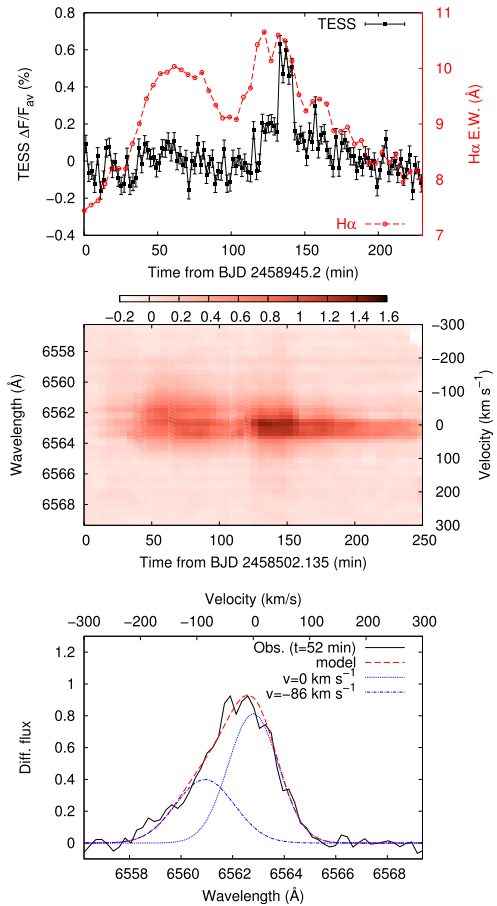 TESS ΔF/F_av (%)
0.8
0.6
0.4
0.2
0
−0.2
−0.4
TESS
Hα
11
10
9
8
7
Hα E.W. (Å)
0 50 100 150 200
Time from BJD 2458945.2 (min)
−0.2 0 0.2 0.4 0.6 0.8 1 1.2 1.4 1.6
Wavelength (Å)
6558
6560
6562
6564
6566
6568
−300
−200
−100
0
100
200
300
Velocity (km s⁻¹)
0 50 100 150 200 250
Time from BJD 2458502.135 (min)
Velocity (km/s)
−300 −200 −100 0 100 200 300
Obs. (t=52 min)
model
v=0 km s⁻¹
v=−86 km s⁻¹
Diff. flux
1.2
1
0.8
0.6
0.4
0.2
0
6558 6560 6562 6564 6566 6568
Wavelength (Å)